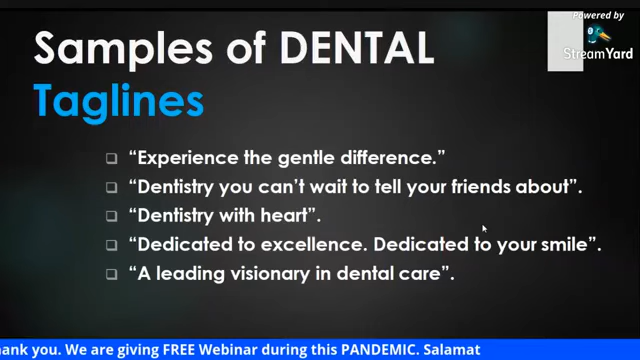 Powered by
StreamYard
Samples of DENTAL
Taglines
“Experience the gentle difference.”
“Dentistry you can’t wait to tell your friends about”.
“Dentistry with heart”.
“Dedicated to excellence. Dedicated to your smile”.
“A leading visionary in dental care”.
you. We are giving FREE Webinar during this PANDEMIC. Salamat